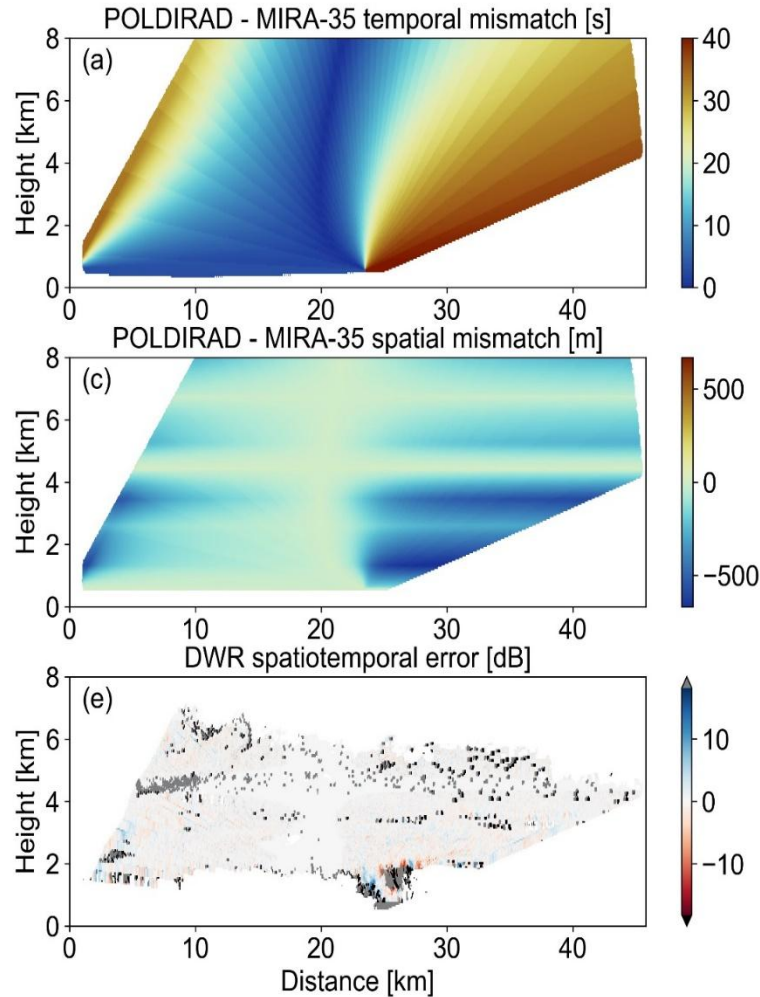 POLDIRAD - MIRA-35 temporal mismatch [s]
(a)
Height [km]
8
6
4
2
0
0 10 20 30 40
40
30
20
10
0
POLDIRAD - MIRA-35 spatial mismatch [m]
(c)
Height [km]
8
6
4
2
0
0 10 20 30 40
500
0
−500
DWR spatiotemporal error [dB]
(e)
Height [km]
8
6
4
2
0
0 10 20 30 40
Distance [km]
10
0
−10